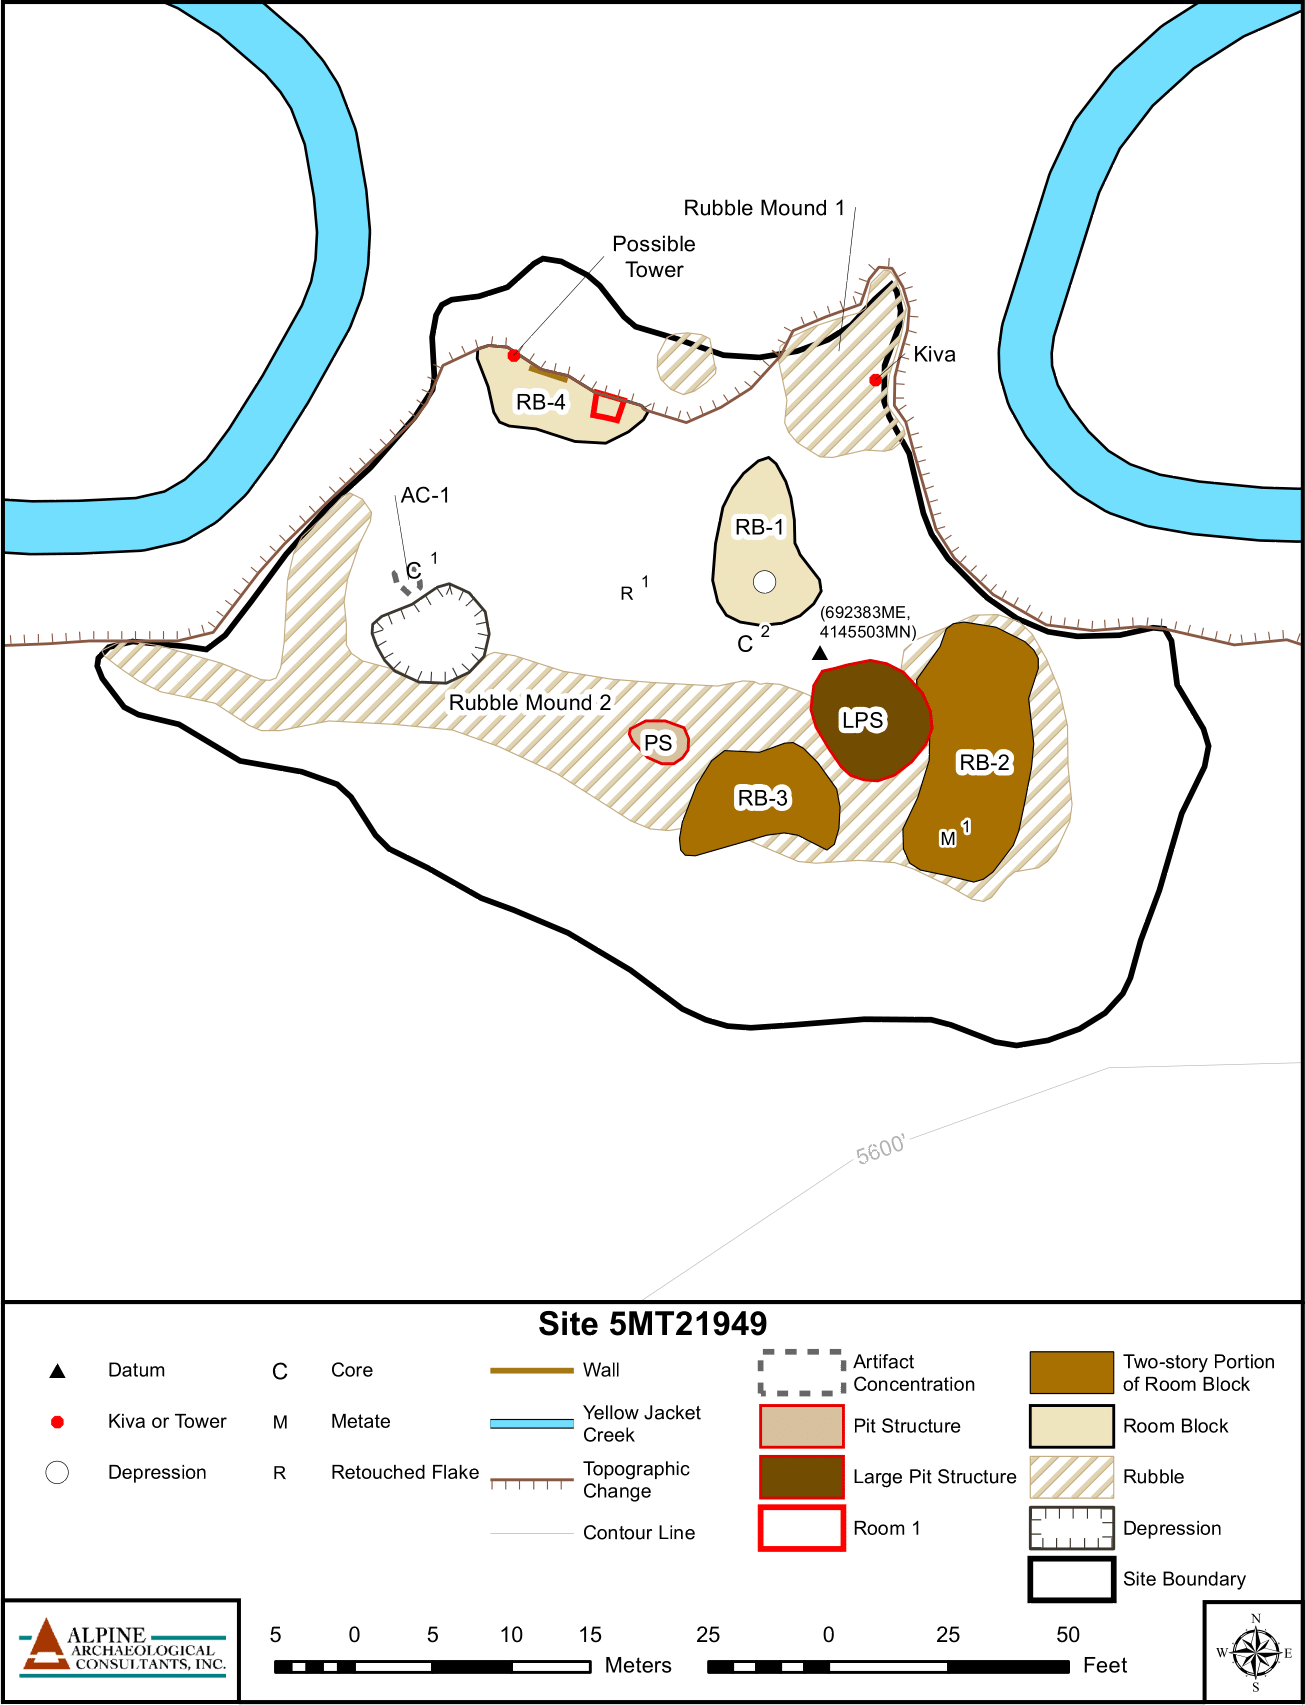 Rubble Mound 1
Possible
Tower
Kiva
RB-4
AC-1
C 1
RB-1
R 1
(692383ME,
4145503MN)
C 2
Rubble Mound 2
LPS
PS
RB-2
RB-3
M 1
5600'
Site 5MT21949
Datum
Kiva or Tower
Depression
C Core
M Metate
R Retouched Flake
Wall
Yellow Jacket
Creek
Topographic
Change
Contour Line
Artifact
Concentration
Pit Structure
Large Pit Structure
Room 1
Two-story Portion
of Room Block
Room Block
Rubble
Depression
Site Boundary
ALPINE
ARCHAEOLOGICAL
CONSULTANTS, INC.
5 0 5 10 15
Meters
25 0 25 50
Feet
N
W E
S